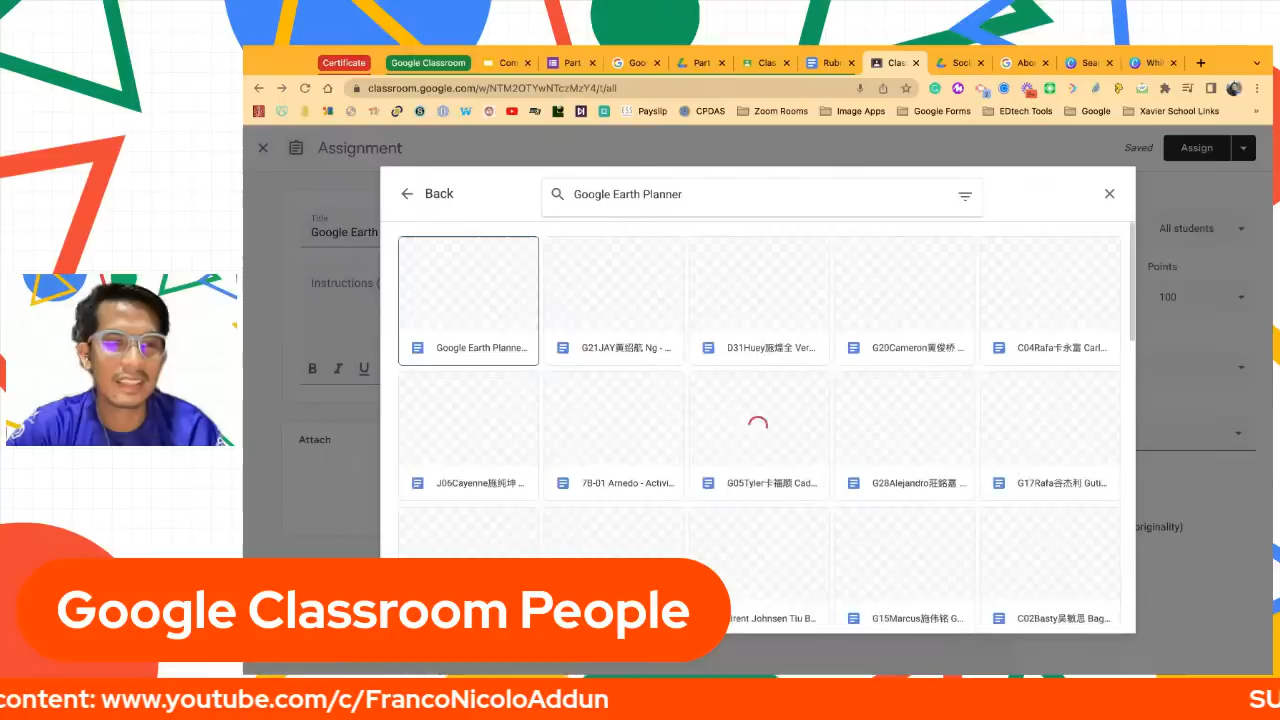 Certificate
Google Classroom
Con
Part
Goo
Part
Clas
Rub
Clas
Soci
Abo
Sea
Whi
classroom.google.com/w/NTM2OTYwNTczMzY4/t/all
Payslip
CPDAS
Zoom Rooms
Image Apps
Google Forms
EDtech Tools
Google
Xavier School Links
Assignment
Saved
Assign
Back
Google Earth Planner
Title
Google Earth
All students
Points
Instructions (
100
Google Earth Planne...
G21JAY黄绍航 Ng - ...
D31Huey施煌全 Ver...
G20Cameron黄俊桥 ...
C04Rafa卡永富 Carl...
B I U
Attach
J06Cayenne施纯坤 ...
7B-01 Arnedo - Activi...
G05Tyler卡福顺 Cad...
G28Alejandro莊銘嘉 ...
G17Rafa谷杰利 Guti...
originality)
Google Classroom People
rent Johnsen Tiu B...
G15Marcus施伟铭 G...
C02Basty吴敏思 Bag...
content: www.youtube.com/c/FrancoNicoloAddun
SU